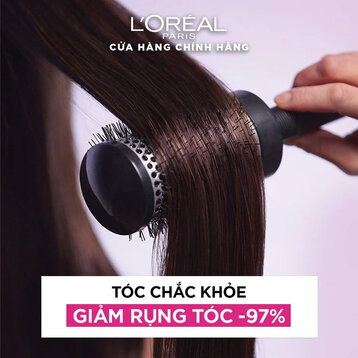 L'ORÉAL
PARIS
CỬA HÀNG CHÍNH HÃNG
TÓC CHẮC KHỎE
GIẢM RỤNG TÓC -97%